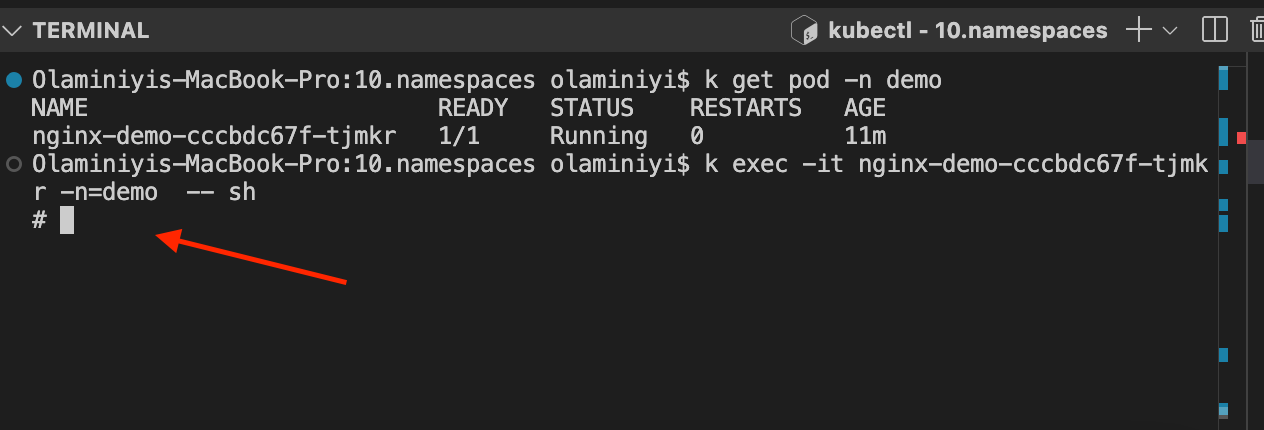 TERMINAL
kubectl - 10.namespaces
Olaminiyis-MacBook-Pro:10.namespaces olaminiyi$ k get pod -n demo
NAME READY STATUS RESTARTS AGE
nginx-demo-cccbdc67f-tjmkr 1/1 Running 0 11m
Olaminiyis-MacBook-Pro:10.namespaces olaminiyi$ k exec -it nginx-demo-cccbdc67f-tjmk
r -n=demo  -- sh
#